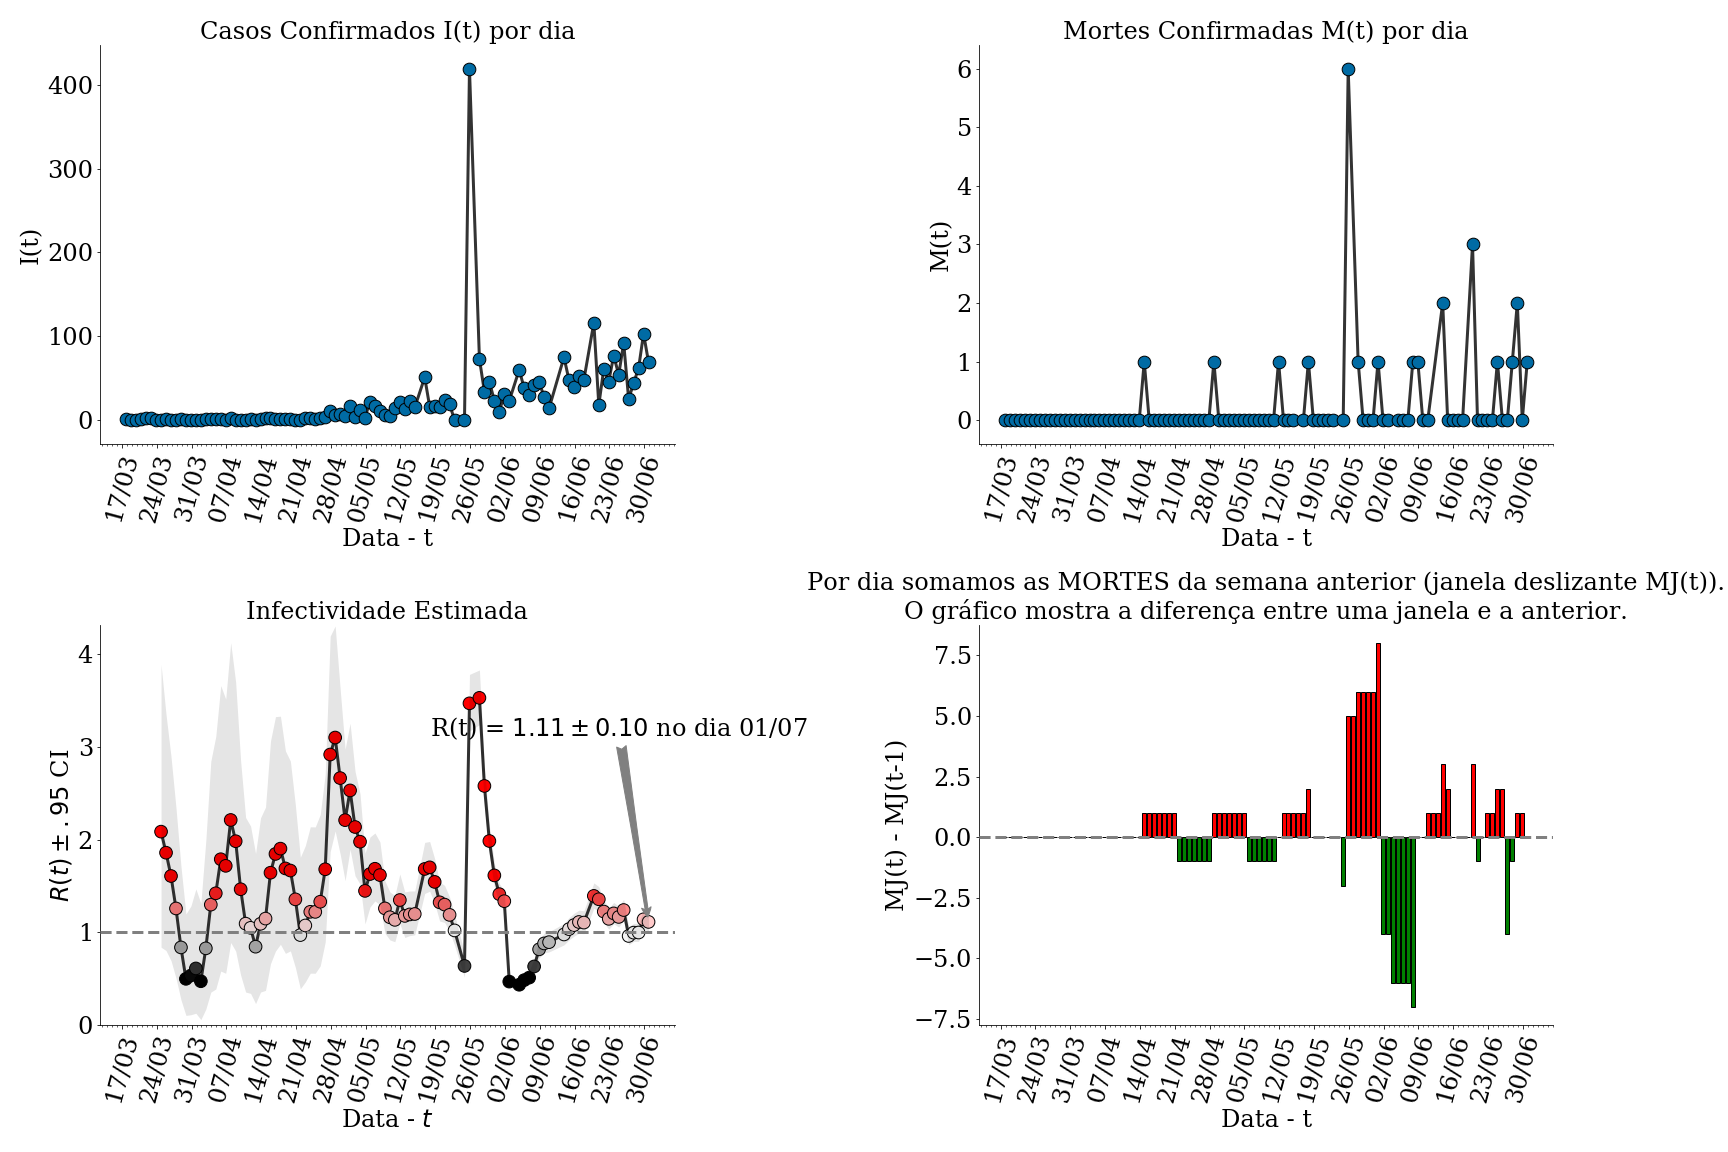 Casos Confirmados I(t) por dia
I(t)
400
300
200
100
0
17/03 24/03 31/03 07/04 14/04 21/04 28/04 05/05 12/05 19/05 26/05 02/06 09/06 16/06 23/06 30/06
Data - t
Mortes Confirmadas M(t) por dia
M(t)
6
5
4
3
2
1
0
17/03 24/03 31/03 07/04 14/04 21/04 28/04 05/05 12/05 19/05 26/05 02/06 09/06 16/06 23/06 30/06
Data - t
Infectividade Estimada
R(t) ± .95 CI
4
3
2
1
0
R(t) = 1.11 ± 0.10 no dia 01/07
17/03 24/03 31/03 07/04 14/04 21/04 28/04 05/05 12/05 19/05 26/05 02/06 09/06 16/06 23/06 30/06
Data - t
Por dia somamos as MORTES da semana anterior (janela deslizante MJ(t)).
O gráfico mostra a diferença entre uma janela e a anterior.
MJ(t) - MJ(t-1)
7.5
5.0
2.5
0.0
−2.5
−5.0
−7.5
17/03 24/03 31/03 07/04 14/04 21/04 28/04 05/05 12/05 19/05 26/05 02/06 09/06 16/06 23/06 30/06
Data - t